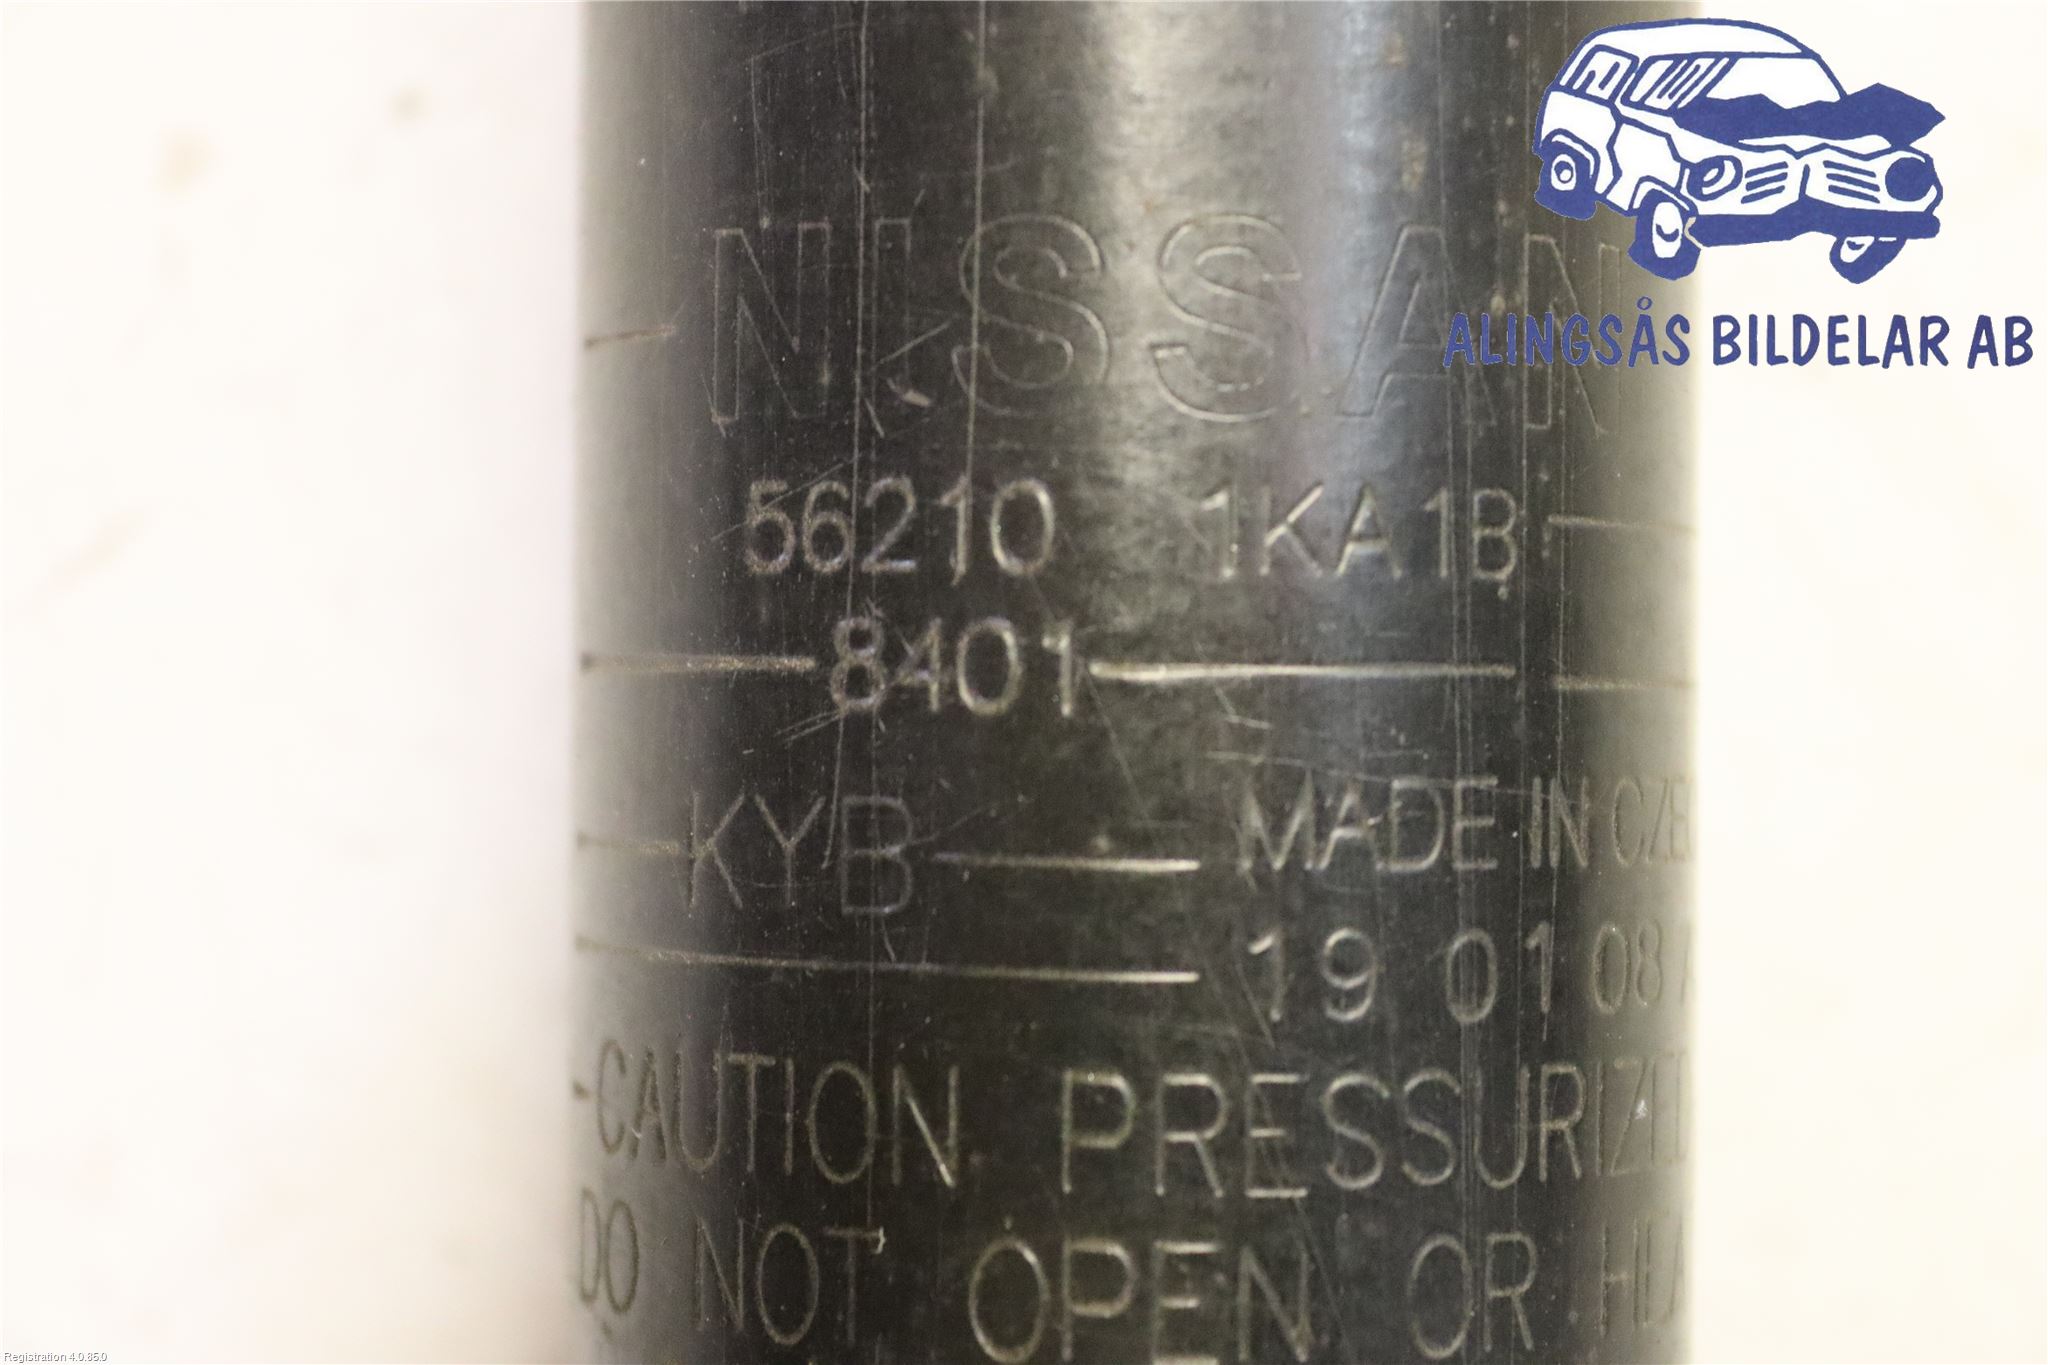 ALINGSÅS BILDELAR AB
NISSAN
56210 1KA1B
8401
KYB MADE IN
19 01 08
-CAUTION PRESSURIZED
DO NOT OPEN OR
Registration 4.0.85.0